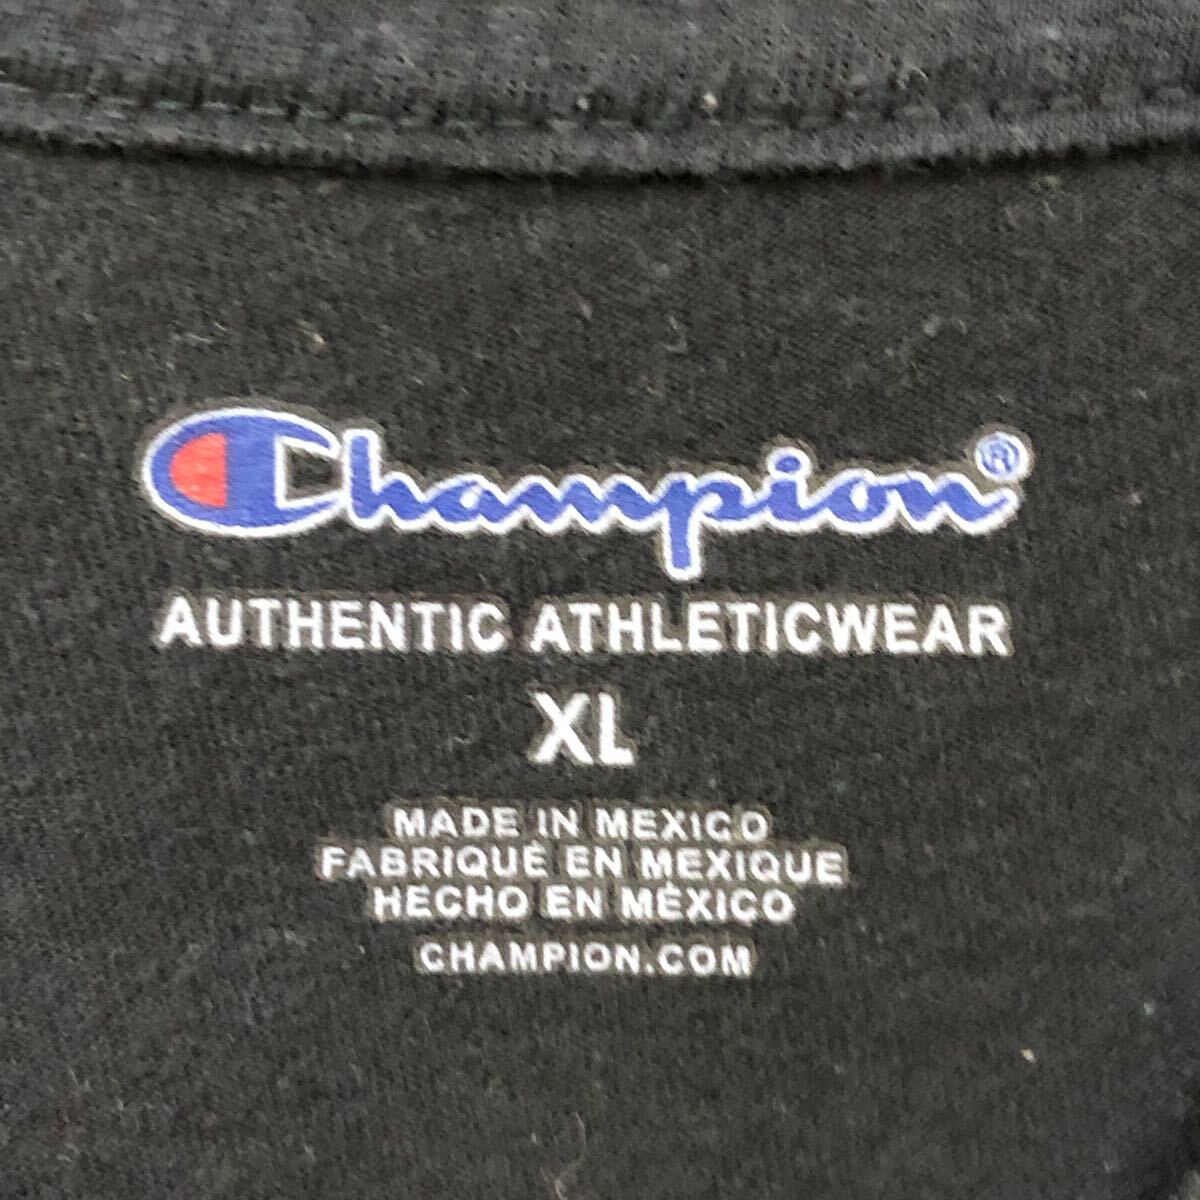 Champion®
AUTHENTIC ATHLETICWEAR
XL
MADE IN MEXICO
FABRIQUÉ EN MEXIQUE
HECHO EN MÉXICO
CHAMPION.COM